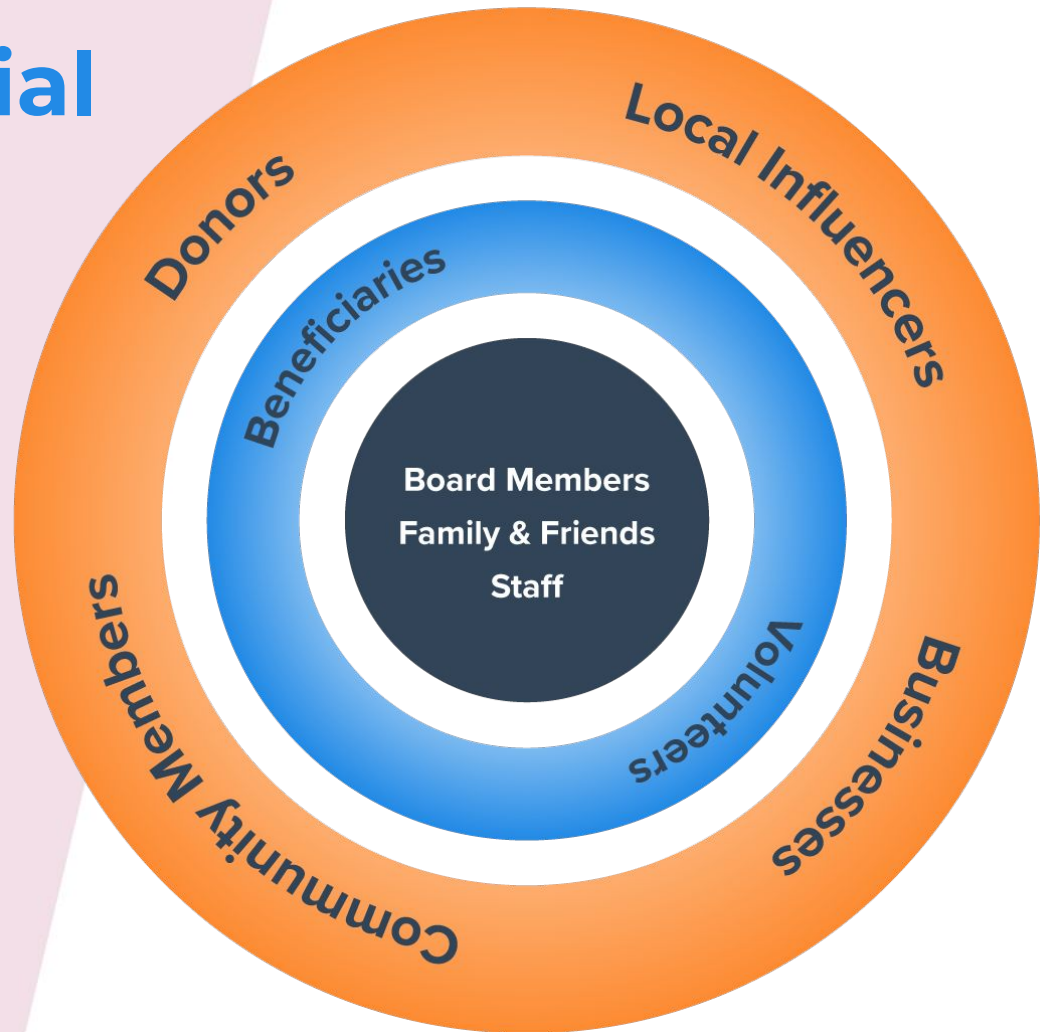 ial
Donors
Local Influencers
Beneficiaries
Board Members
Family & Friends
Staff
Volunteers
Businesses
Community Members